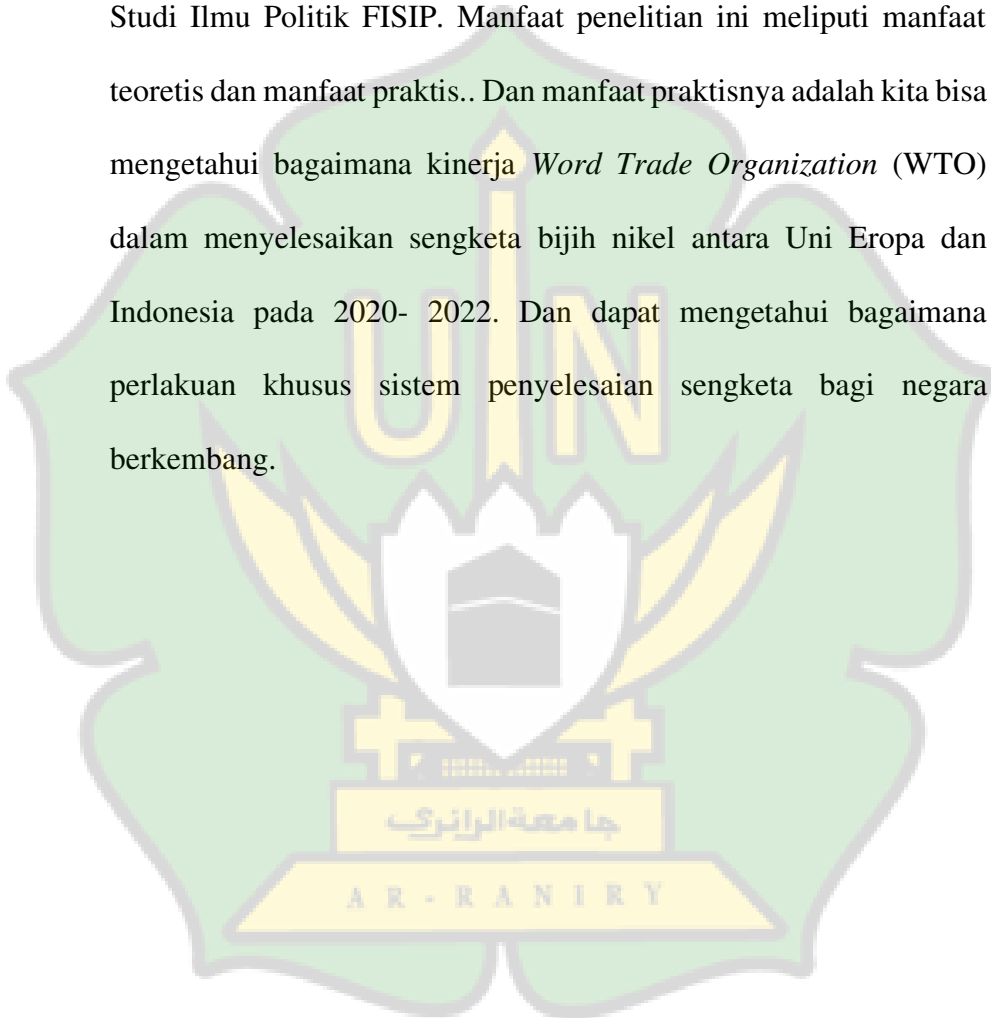 Studi Ilmu Politik FISIP. Manfaat penelitian ini meliputi manfaat
teoretis dan manfaat praktis.. Dan manfaat praktisnya adalah kita bisa
mengetahui bagaimana kinerja Word Trade Organization (WTO)
dalam menyelesaikan sengketa bijih nikel antara Uni Eropa dan
Indonesia pada 2020- 2022. Dan dapat mengetahui bagaimana
perlakuan khusus sistem penyelesaian sengketa bagi negara
berkembang.
UIN
جامعة الرانري
AR-RANIRY